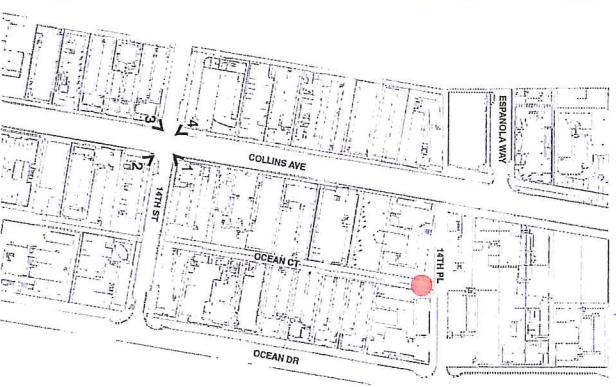 ESPANOLA WAY
3
4
COLLINS AVE
2
1
14TH ST
OCEAN CT
14TH PL
OCEAN DR